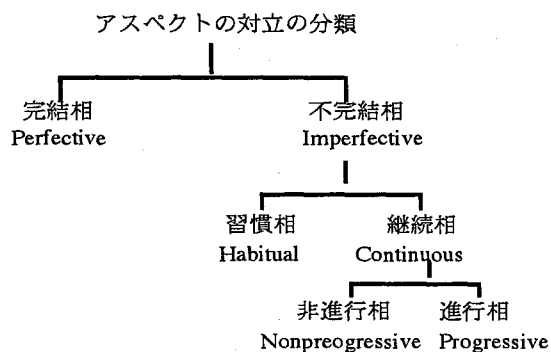 アスペクトの対立の分類
完結相 不完結相
Perfective Imperfective
習慣相 継続相
Habitual Continuous
非進行相 進行相
Nonpreogressive Progressive